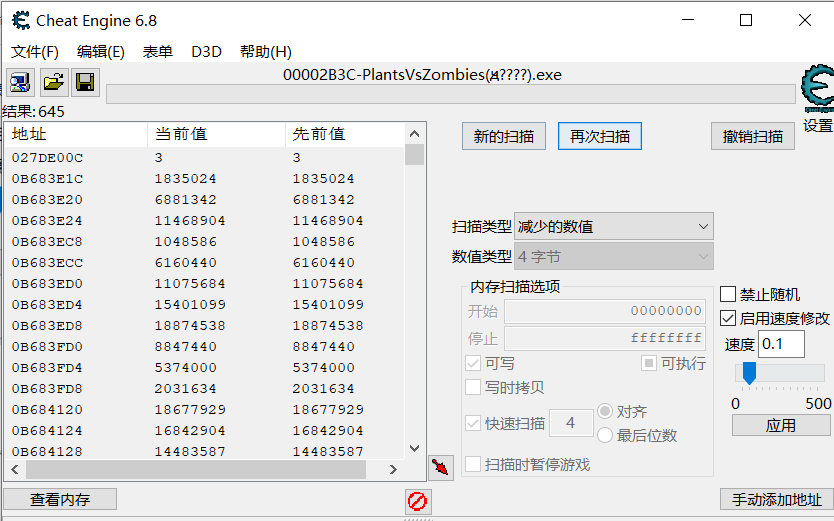 Cheat Engine 6.8
文件(F) 编辑(E) 表单 D3D 帮助(H)
00002B3C-PlantsVsZombies(д????).exe
设置
结果: 645
地址 当前值 先前值
027DE00C 3 3
0B683E1C 1835024 1835024
0B683E20 6881342 6881342
0B683E24 11468904 11468904
0B683EC8 1048586 1048586
0B683ECC 6160440 6160440
0B683ED0 11075684 11075684
0B683ED4 15401099 15401099
0B683ED8 18874538 18874538
0B683FD0 8847440 8847440
0B683FD4 5374000 5374000
0B683FD8 2031634 2031634
0B684120 18677929 18677929
0B684124 16842904 16842904
0B684128 14483587 14483587
查看内存
新的扫描 再次扫描 撤销扫描
扫描类型 减少的数值
数值类型 4 字节
内存扫描选项
开始 00000000
停止 ffffffff
可写 可执行
写时拷贝
快速扫描 4 对齐
最后位数
扫描时暂停游戏
禁止随机
启用速度修改
速度 0.1
0 500
应用
手动添加地址